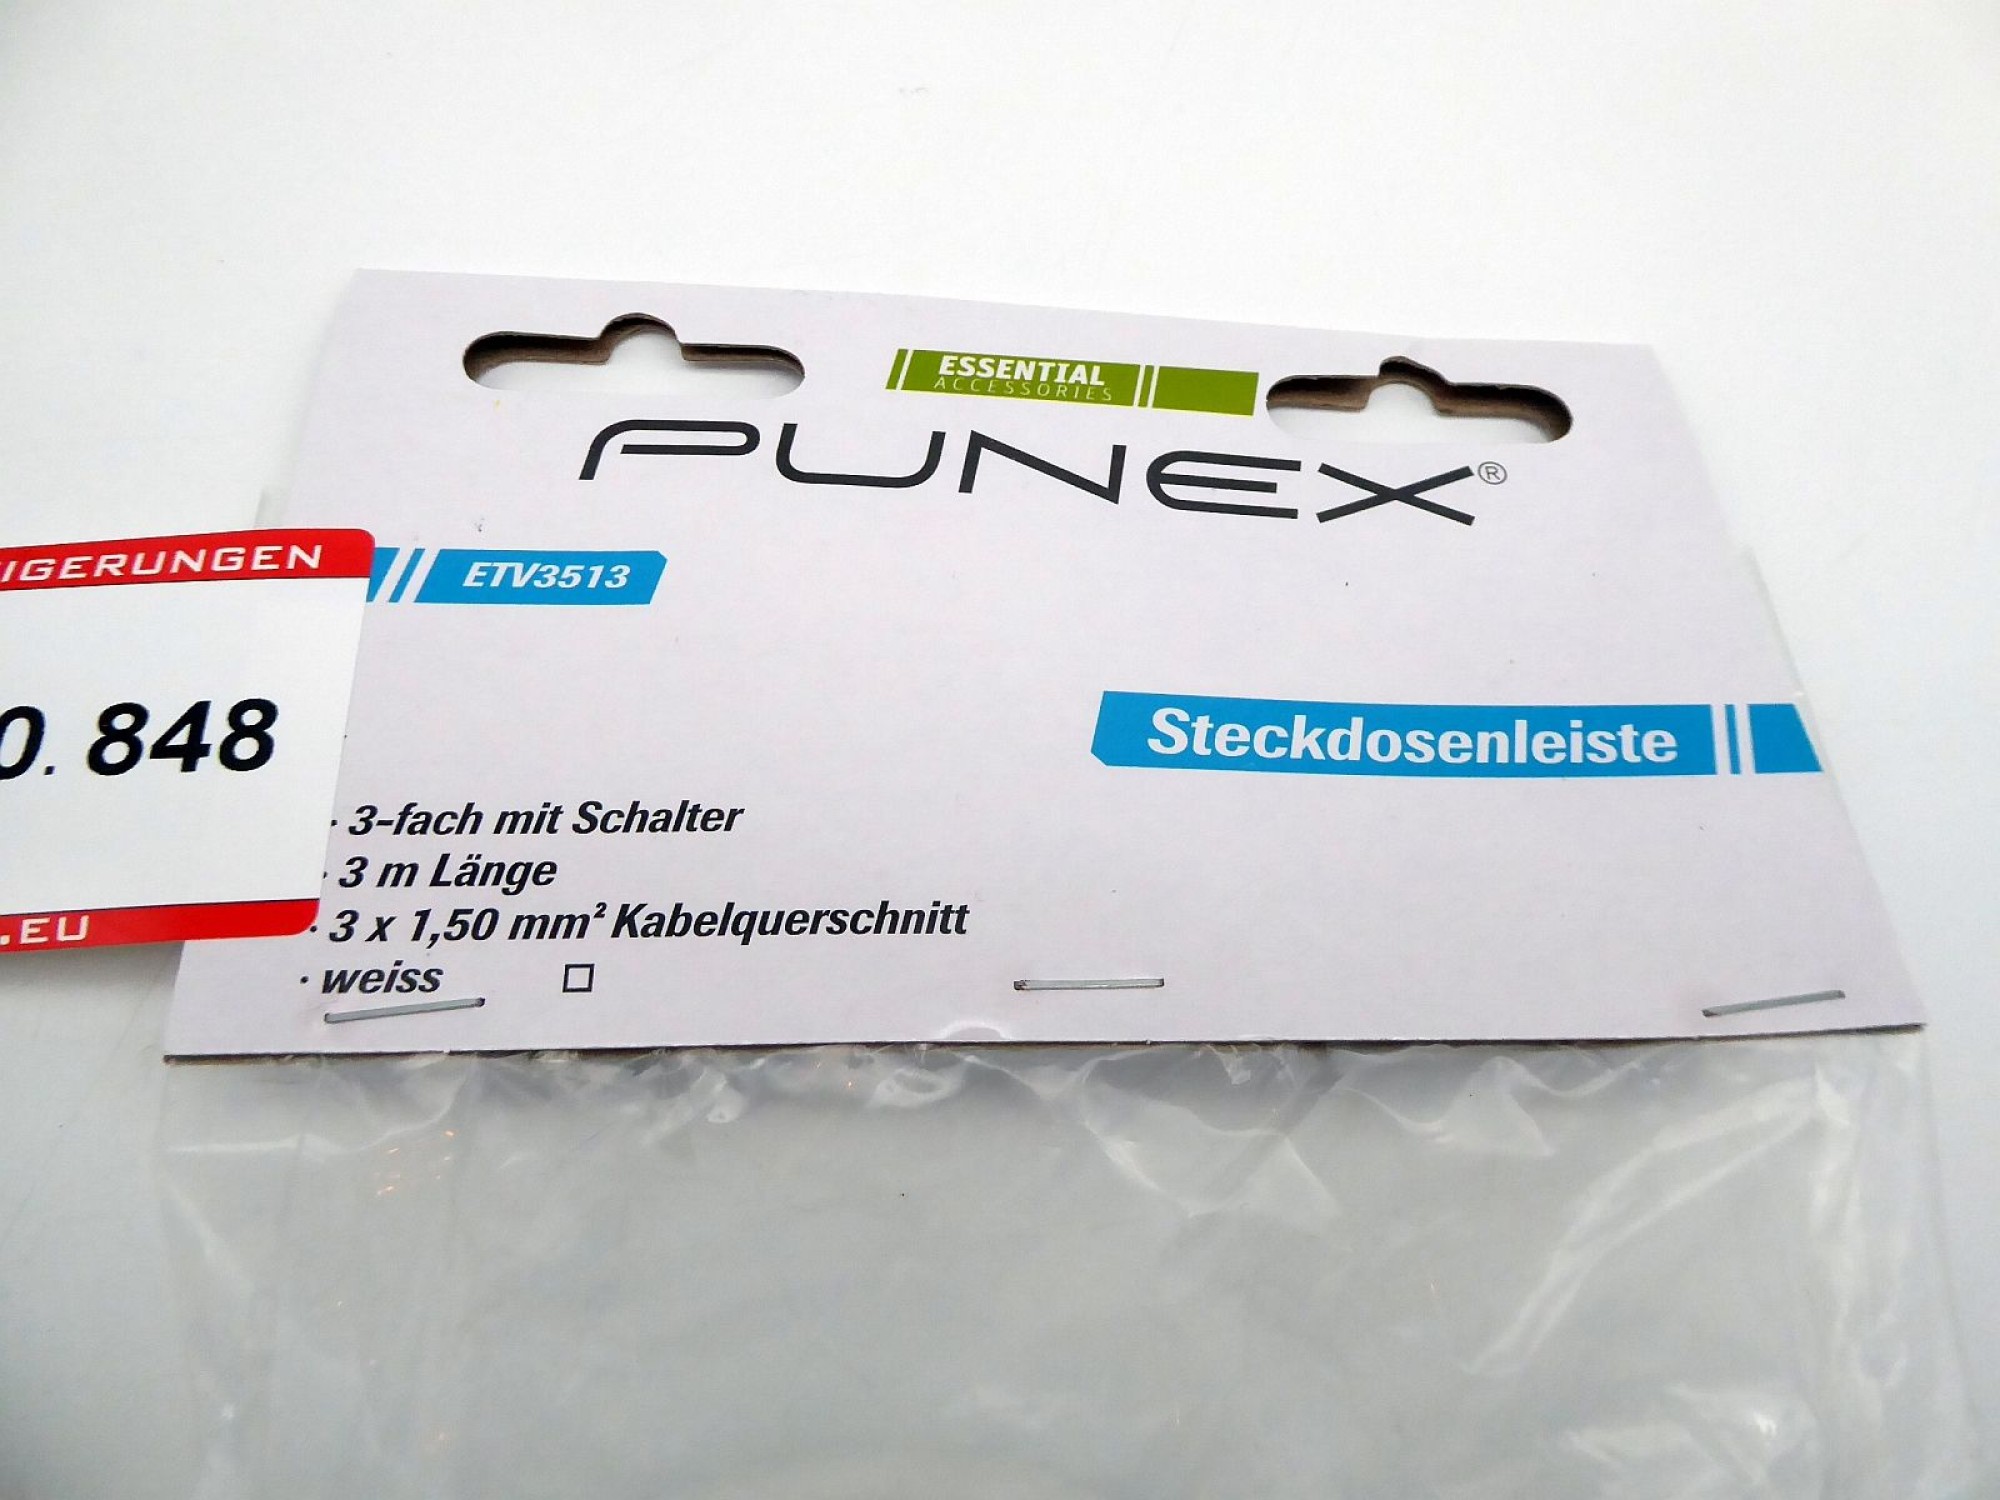 ESSENTIAL
ACCESSORIES
PUNEX®
IGERUNGEN
ETV3513
0. 848
Steckdosenleiste
· 3-fach mit Schalter
· 3 m Länge
· 3 x 1,50 mm² Kabelquerschnitt
.EU
· weiss